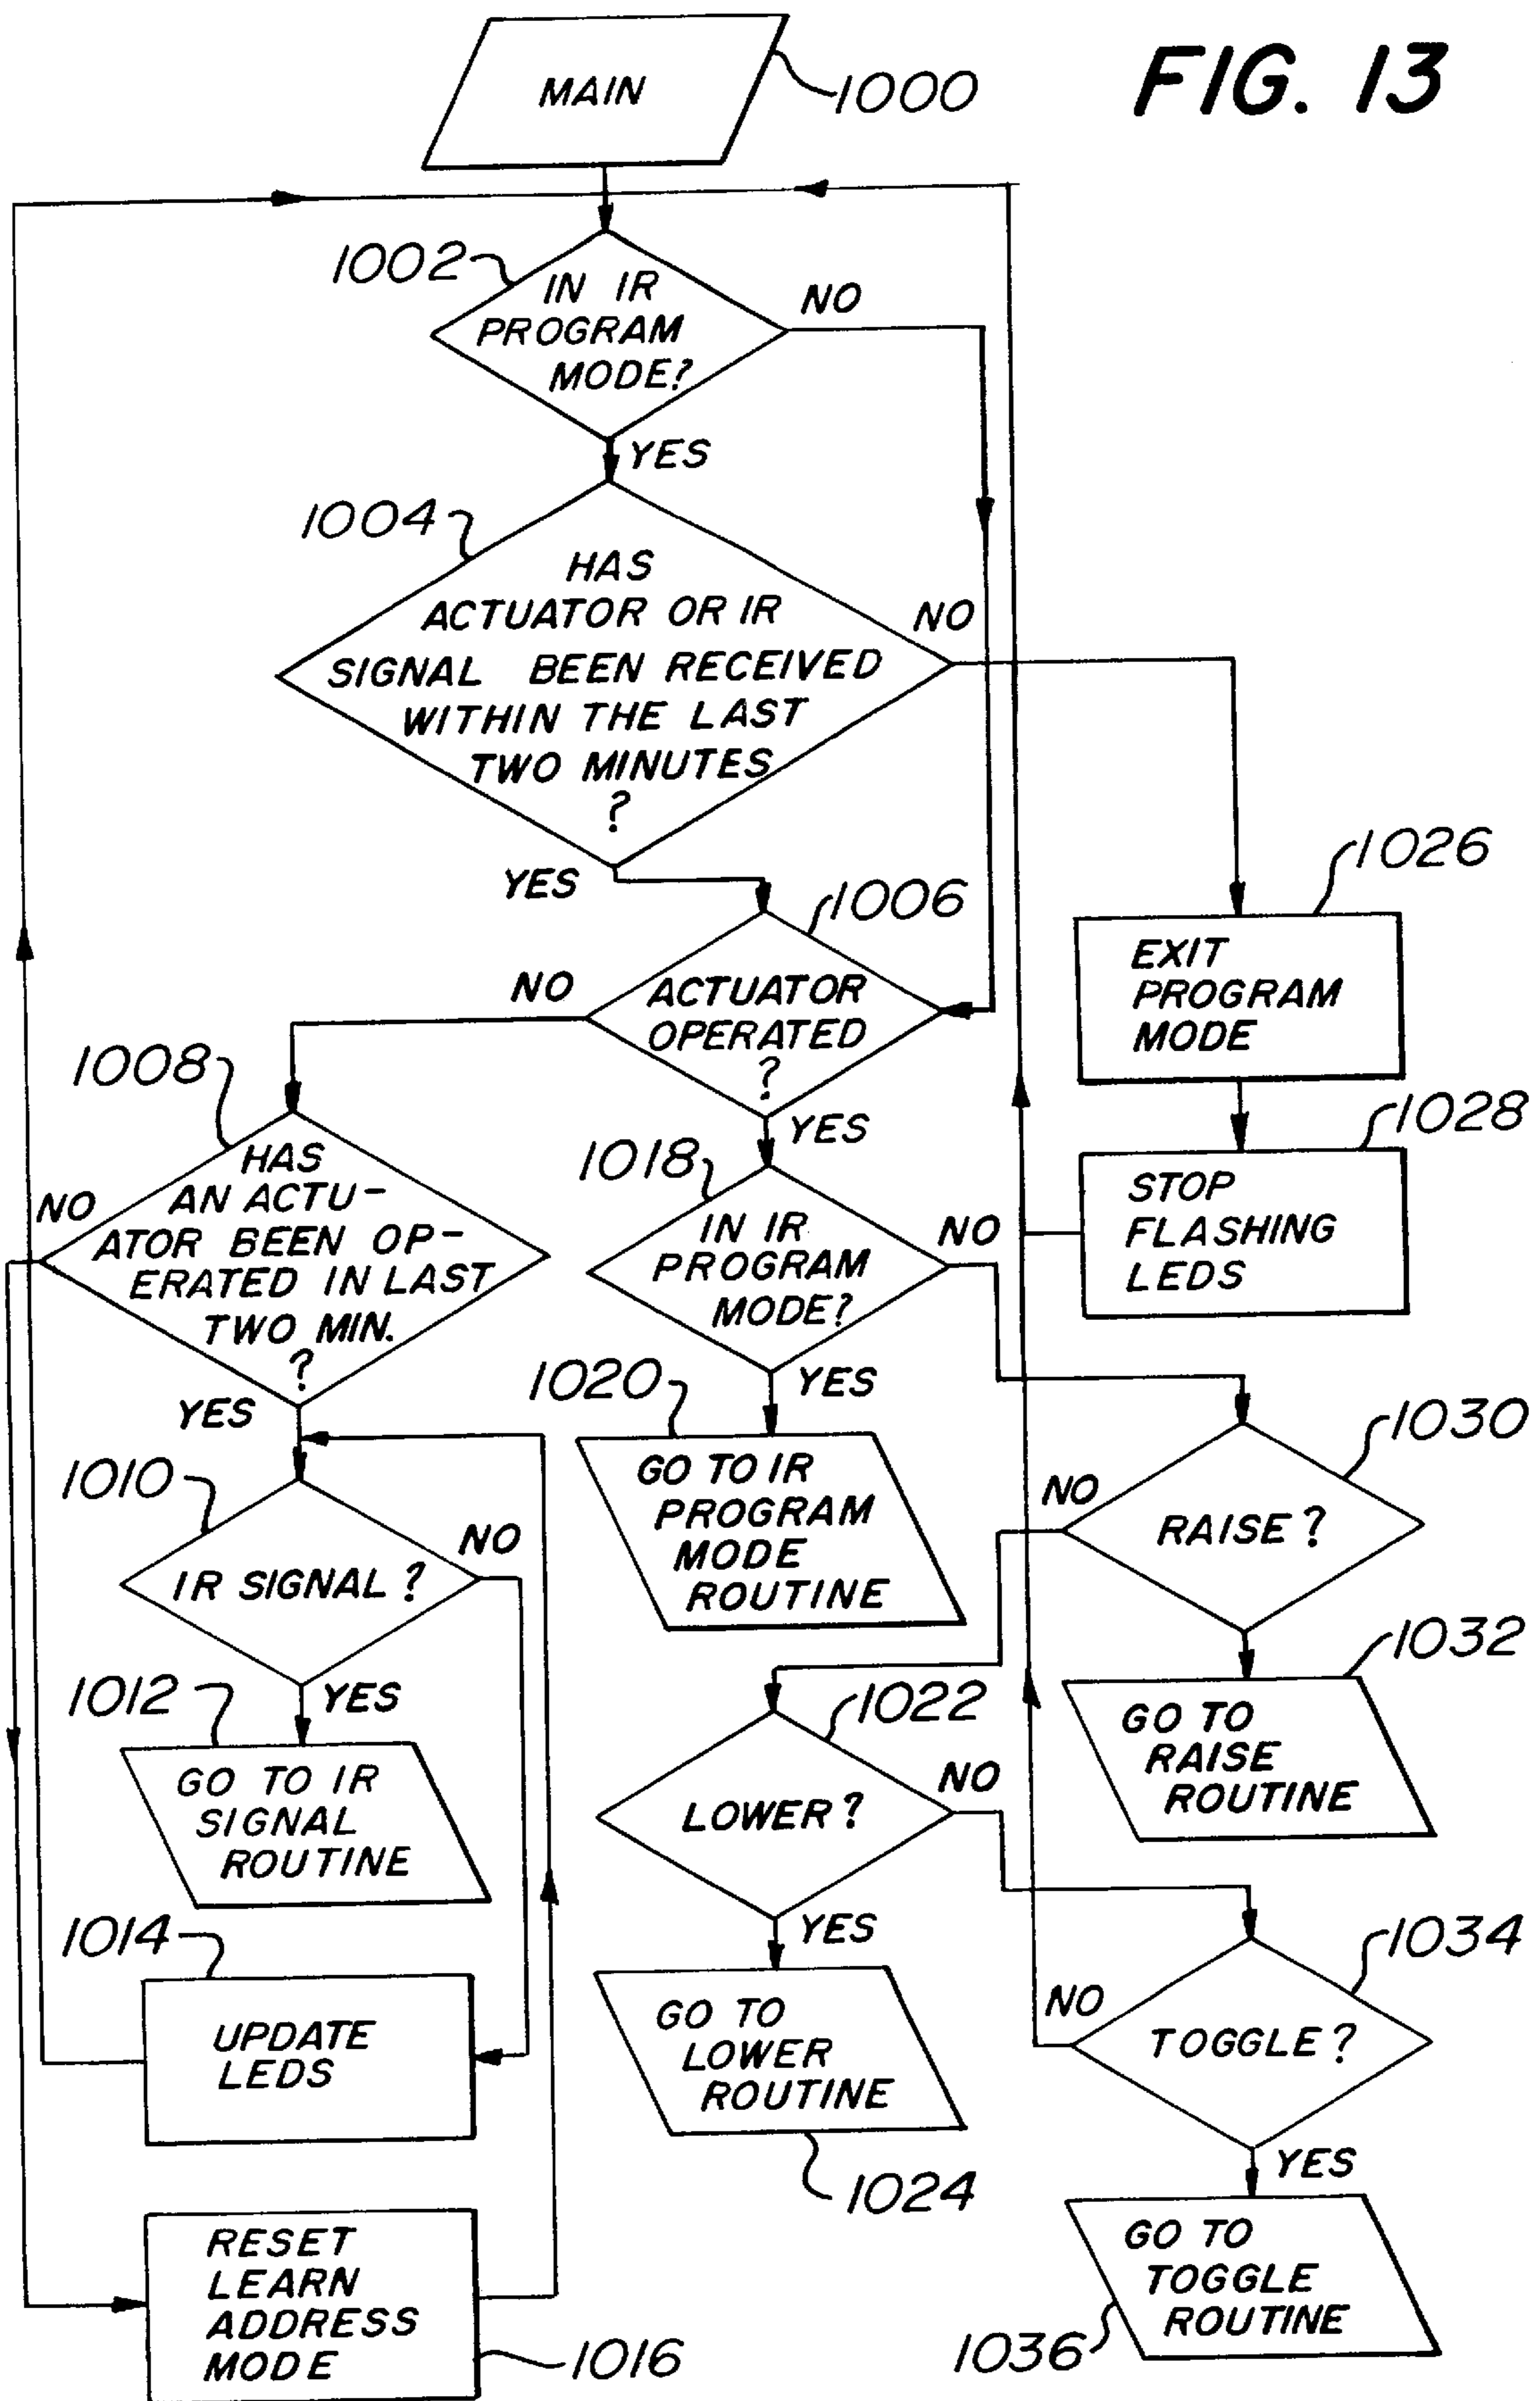 FIG. 13
MAIN
1000
1002
IN IR
PROGRAM
MODE?
NO
YES
1004
HAS
ACTUATOR OR IR
SIGNAL BEEN RECEIVED
WITHIN THE LAST
TWO MINUTES
?
NO
YES
1006
ACTUATOR
OPERATED
?
NO
YES
1026
EXIT
PROGRAM
MODE
1028
STOP
FLASHING
LEDS
1008
HAS
AN ACTU-
ATOR BEEN OP-
ERATED IN LAST
TWO MIN.
?
NO
YES
1018
IN IR
PROGRAM
MODE?
NO
YES
1020
GO TO IR
PROGRAM
MODE
ROUTINE
1030
RAISE?
NO
1032
GO TO
RAISE
ROUTINE
1010
IR SIGNAL?
NO
YES
1012
GO TO IR
SIGNAL
ROUTINE
1022
LOWER?
NO
YES
GO TO
LOWER
ROUTINE
1024
1014
UPDATE
LEDS
1034
TOGGLE?
NO
YES
GO TO
TOGGLE
ROUTINE
1036
RESET
LEARN
ADDRESS
MODE
1016